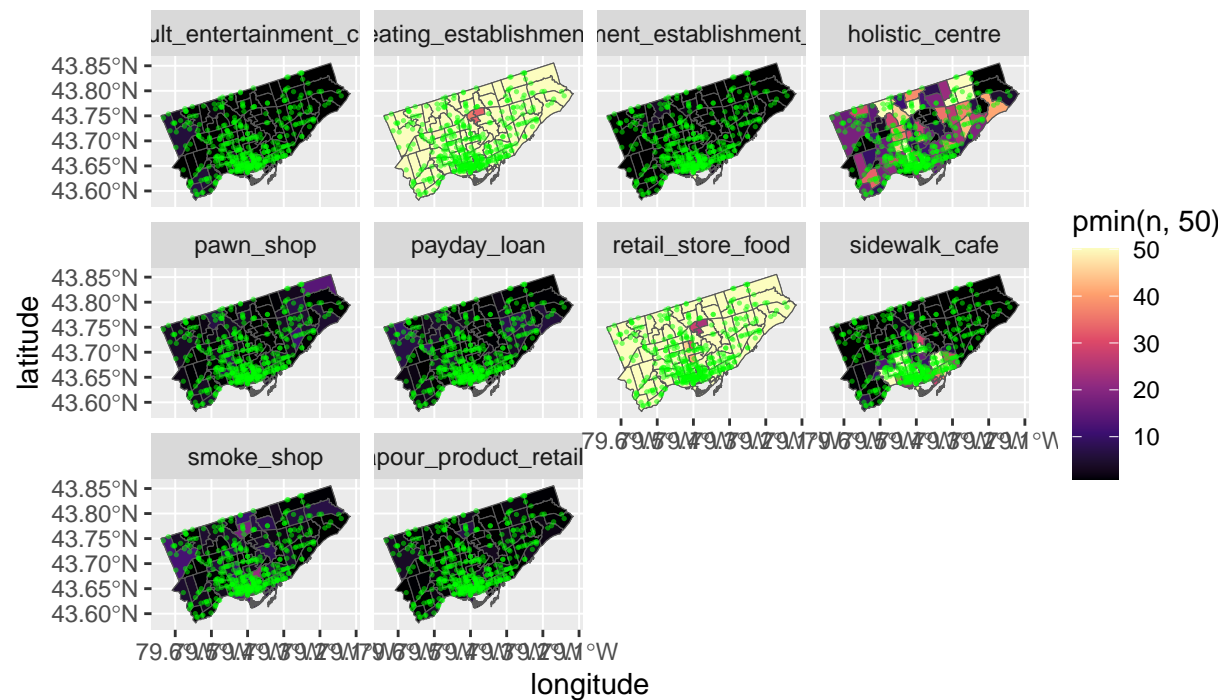 ult_entertainment_c
eating_establishmen
ment_establishment_
holistic_centre
43.85°N
43.80°N
43.75°N
43.70°N
43.65°N
43.60°N
pawn_shop
payday_loan
retail_store_food
sidewalk_cafe
43.85°N
43.80°N
43.75°N
43.70°N
43.65°N
43.60°N
smoke_shop
apour_product_retail
43.85°N
43.80°N
43.75°N
43.70°N
43.65°N
43.60°N
latitude
longitude
pmin(n, 50)
50
40
30
20
10